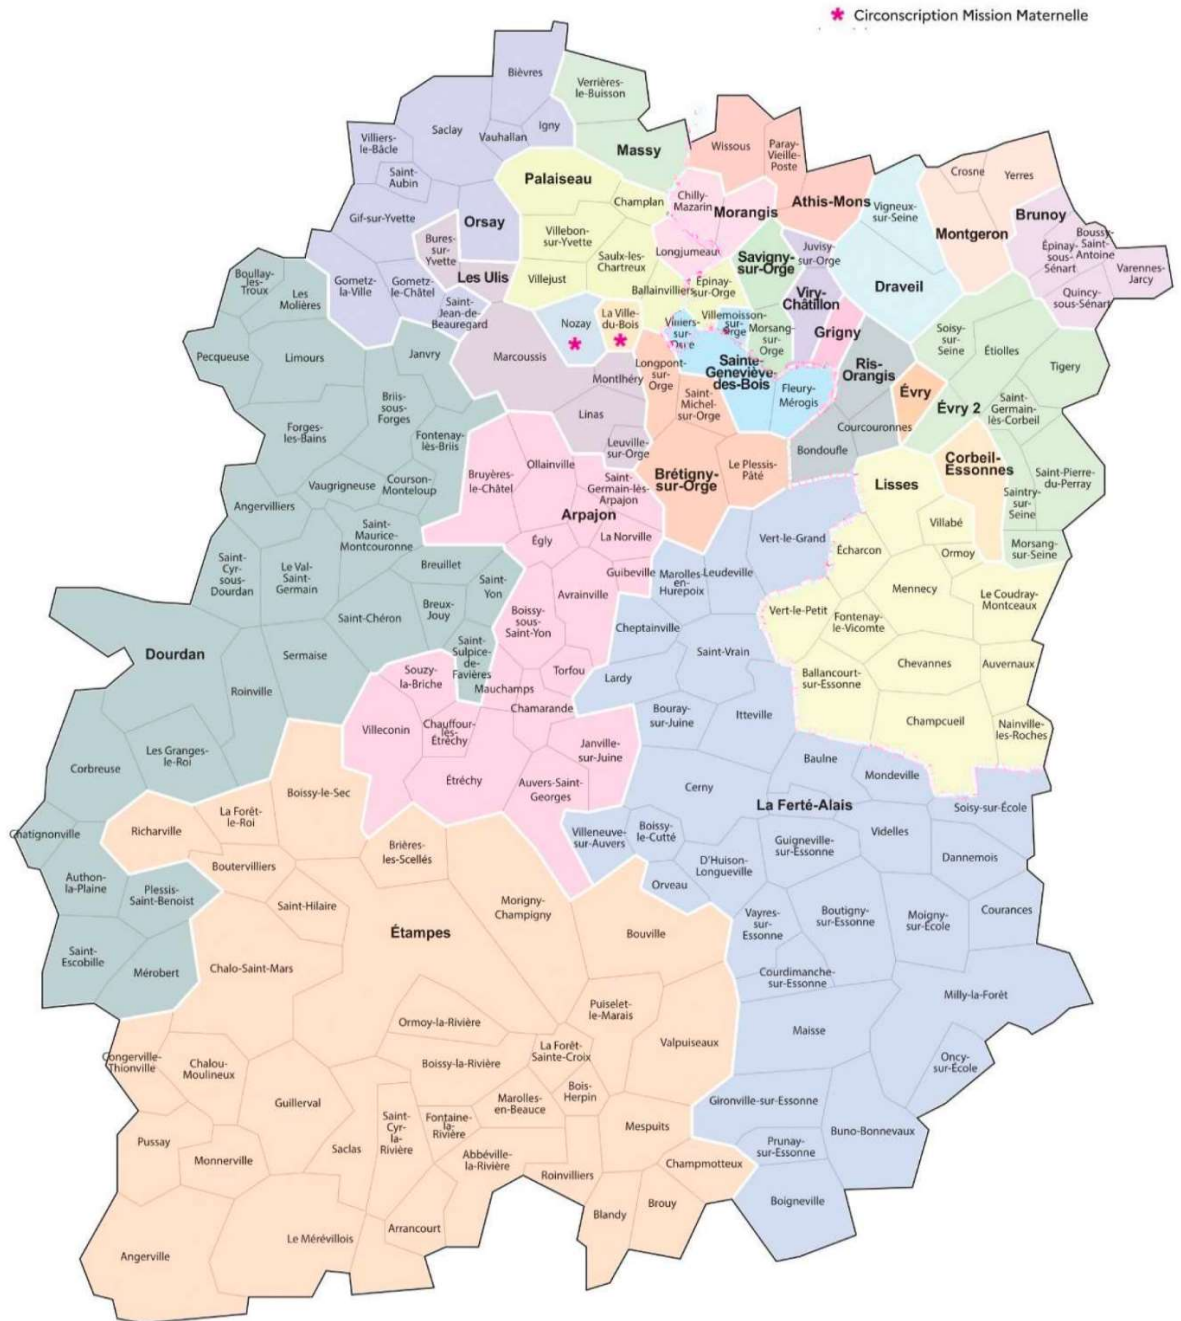 * Circonscription Mission Maternelle
Bièvres
Verrières-
le-Buisson
Igny
Vauhallan
Saclay
Villiers-
le-Bâcle
Massy
Wissous
Paray-
Vieille-
Poste
Saint-
Aubin
Palaiseau
Crosne
Yerres
Champlan
Chilly-
Mazarin
Morangis
Athis-Mons
Vigneux-
sur-Seine
Gif-sur-Yvette
Orsay
Brunoy
Montgeron
Boussy-
Saint-
Antoine
Épinay-
sous-
Sénart
Varennes-
Jarcy
Quincy-
sous-Sénart
Bures-
sur-
Yvette
Villebon-
sur-Yvette
Saulx-les-
Chartreux
Longjumeau
Savigny-
sur-Orge
Juvisy-
sur-Orge
Draveil
Les Ulis
Villejust
Ballainvilliers
Épinay-
sur-Orge
Viry-
Châtillon
Boullay-
les-
Troux
Les
Molières
Gometz-
la-Ville
Gometz-
le-Châtel
Saint-
Jean-de-
Beauregard
Nozay
*
La Ville-
du-Bois
*
Villiers-
sur-
Orge
Villemoisson-
sur-
Orge
Morsang-
sur-
Orge
Grigny
Soisy-
sur-
Seine
Étiolles
Tigery
Pecqueuse
Limours
Janvry
Marcoussis
Montlhéry
Longpont-
sur-
Orge
Sainte-
Geneviève-
des-Bois
Ris-
Orangis
Fleury-
Mérogis
Évry
Évry 2
Saint-
Germain-
lès-Corbeil
Briis-
sous-
Forges
Forges-
les-Bains
Fontenay-
lès-Briis
Linas
Saint-
Michel-
sur-Orge
Courcouronnes
Leuville-
sur-Orge
Bondoufle
Corbeil-
Essonnes
Saint-Pierre-
du-Perray
Vaugrigneuse
Courson-
Monteloup
Bruyères-
le-Châtel
Ollainville
Saint-
Germain-lès-
Arpajon
Brétigny-
sur-Orge
Le Plessis-
Pâté
Lisses
Saintry-
sur-
Seine
Angervilliers
Arpajon
Villabé
Saint-
Maurice-
Montcouronne
Égly
La Norville
Vert-le-Grand
Écharcon
Ormoy
Morsang-
sur-Seine
Saint-
Cyr-
sous-
Dourdan
Le Val-
Saint-
Germain
Breuillet
Saint-
Yon
Guibeville
Marolles-
en-
Hurepoix
Leudeville
Mennecy
Le Coudray-
Montceaux
Breux-
Jouy
Avrainville
Saint-Chéron
Boissy-
sous-
Saint-Yon
Cheptainville
Vert-le-Petit
Fontenay-
le-Vicomte
Dourdan
Sermaise
Saint-
Sulpice-
de-
Favières
Saint-Vrain
Chevannes
Auvernaux
Ballancourt-
sur-Essonne
Roinville
Souzy-
la-Briche
Mauchamps
Torfou
Lardy
Chamarande
Bouray-
sur-Juine
Itteville
Champcueil
Nainville-
les-Roches
Villeconin
Chauffour-
lès-
Étréchy
Les Granges-
le-Roi
Corbreuse
Janville-
sur-Juine
Baulne
Mondeville
Étréchy
Auvers-Saint-
Georges
Cerny
Boissy-le-Sec
La Ferté-Alais
Soisy-sur-École
La Forêt-
le-Roi
Richarville
Chatignonville
Villeneuve-
sur-Auvers
Boissy-
le-Cutté
Guigneville-
sur-Essonne
Videlles
Brières-
les-Scellés
Dannemois
Boutervilliers
D'Huison-
Longueville
Authon-
la-Plaine
Plessis-
Saint-Benoist
Orveau
Saint-Hilaire
Morigny-
Champigny
Vayres-
sur-
Essonne
Boutigny-
sur-Essonne
Moigny-
sur-École
Courances
Étampes
Bouville
Saint-
Escobille
Mérobert
Chalo-Saint-Mars
Courdimanche-
sur-Essonne
Milly-la-Forêt
Puiselet-
le-Marais
Ormoy-la-Rivière
Maisse
Valpuiseaux
La Forêt-
Sainte-Croix
Congerville-
Thionville
Chalou-
Moulineux
Boissy-la-Rivière
Oncy-
sur-École
Bois-
Herpin
Guillerval
Marolles-
en-Beauce
Gironville-sur-Essonne
Saint-
Cyr-
la-
Rivière
Fontaine-
la-
Rivière
Mespuits
Buno-Bonnevaux
Pussay
Saclas
Prunay-
sur-Essonne
Monnerville
Abbéville-
la-Rivière
Champmotteux
Roinvilliers
Boigneville
Brouy
Blandy
Arrancourt
Le Mérévillois
Angerville